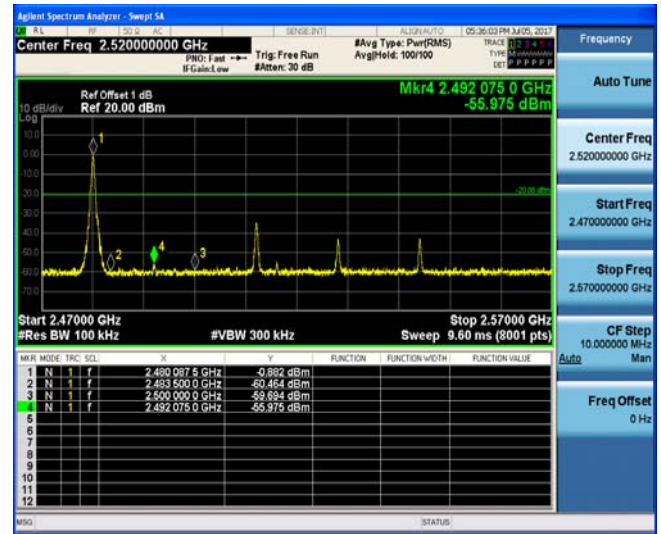 Agilent Spectrum Analyzer - Swept SA
RL RF 50 Ω AC SENSE:INT ALIGNAUTO 05:36:03 PM Jul 05, 2017
Center Freq 2.520000000 GHz
PNO: Fast Trig: Free Run
IFGain:Low #Atten: 30 dB
#Avg Type: Pwr(RMS)
Avg|Hold: 100/100
TRACE 1 2 3 4 5 6
TYPE
DET P P P P P P
Mkr4 2.492 075 0 GHz
-55.975 dBm
Ref Offset 1 dB
10 dB/div Ref 20.00 dBm
Log
10.0
0.00
-10.0
-20.0
-30.0
-40.0
-50.0
-60.0
-70.0
1
2
4
3
Start 2.47000 GHz Stop 2.57000 GHz
#Res BW 100 kHz #VBW 300 kHz Sweep 9.60 ms (8001 pts)
MKR MODE TRC SCL X Y FUNCTION FUNCTION WIDTH FUNCTION VALUE
1 N 1 f 2.480 087 5 GHz -0.882 dBm
2 N 1 f 2.483 500 0 GHz -60.464 dBm
3 N 1 f 2.500 000 0 GHz -59.694 dBm
4 N 1 f 2.492 075 0 GHz -55.975 dBm
5
6
7
8
9
10
11
12
MSG STATUS
Frequency
Auto Tune
Center Freq
2.520000000 GHz
Start Freq
2.470000000 GHz
Stop Freq
2.570000000 GHz
CF Step
10.000000 MHz
Auto Man
Freq Offset
0 Hz